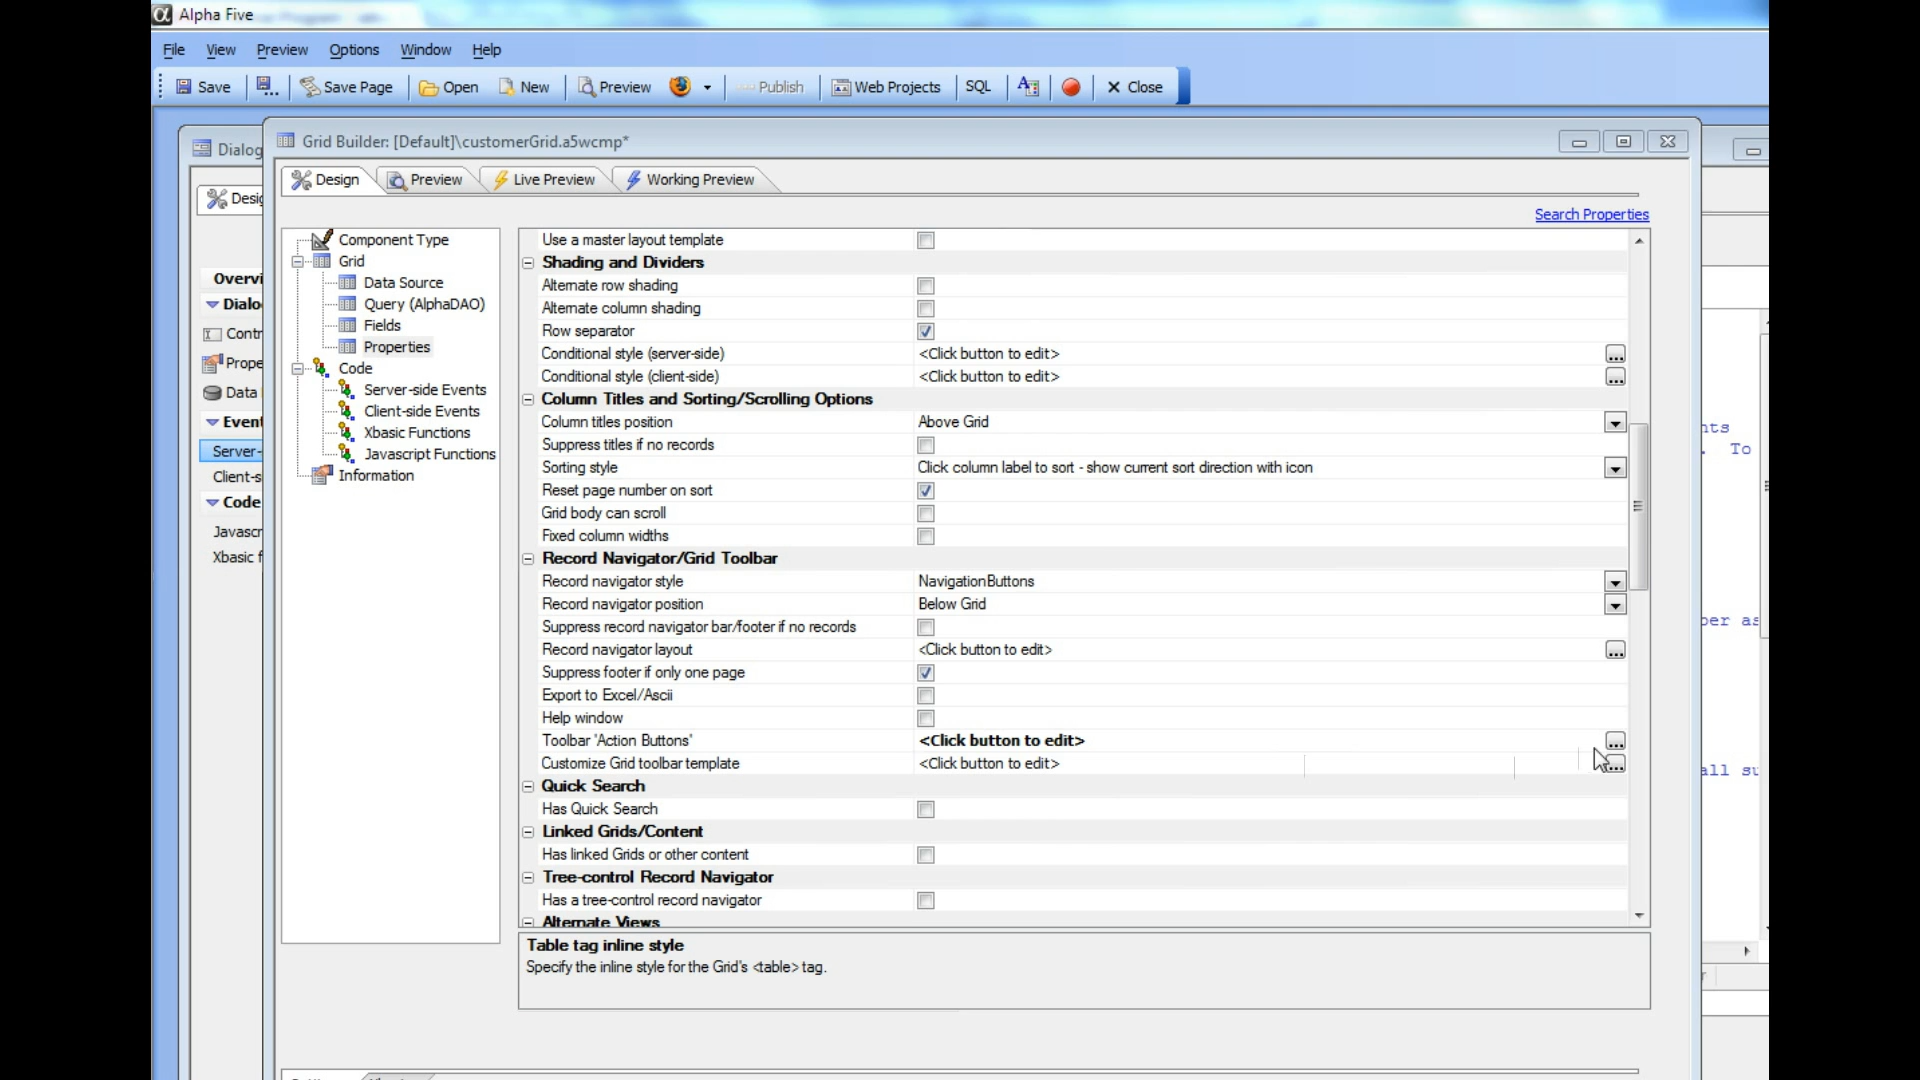 Alpha Five
File View Preview Options Window Help
Save Save Page Open New Preview Publish Web Projects SQL Close
Grid Builder: [Default]\customerGrid.a5wcmp*
Dialog
Design Preview Live Preview Working Preview
Search Properties
Component Type
Grid
Data Source
Query (AlphaDAO)
Fields
Properties
Code
Server-side Events
Client-side Events
Xbasic Functions
Javascript Functions
Information
Overvi
Dialo
Contr
Prope
Data
Event
Server-
Client-s
Code
Javascr
Xbasic f
Use a master layout template
Shading and Dividers
Alternate row shading
Alternate column shading
Row separator
Conditional style (server-side) <Click button to edit>
Conditional style (client-side) <Click button to edit>
Column Titles and Sorting/Scrolling Options
Column titles position Above Grid
Suppress titles if no records
Sorting style Click column label to sort - show current sort direction with icon
Reset page number on sort
Grid body can scroll
Fixed column widths
Record Navigator/Grid Toolbar
Record navigator style NavigationButtons
Record navigator position Below Grid
Suppress record navigator bar/footer if no records
Record navigator layout <Click button to edit>
Suppress footer if only one page
Export to Excel/Ascii
Help window
Toolbar 'Action Buttons' <Click button to edit>
Customize Grid toolbar template <Click button to edit>
Quick Search
Has Quick Search
Linked Grids/Content
Has linked Grids or other content
Tree-control Record Navigator
Has a tree-control record navigator
Alternate Views
Table tag inline style
Specify the inline style for the Grid's <table> tag.
nts
. To
ber as
all su